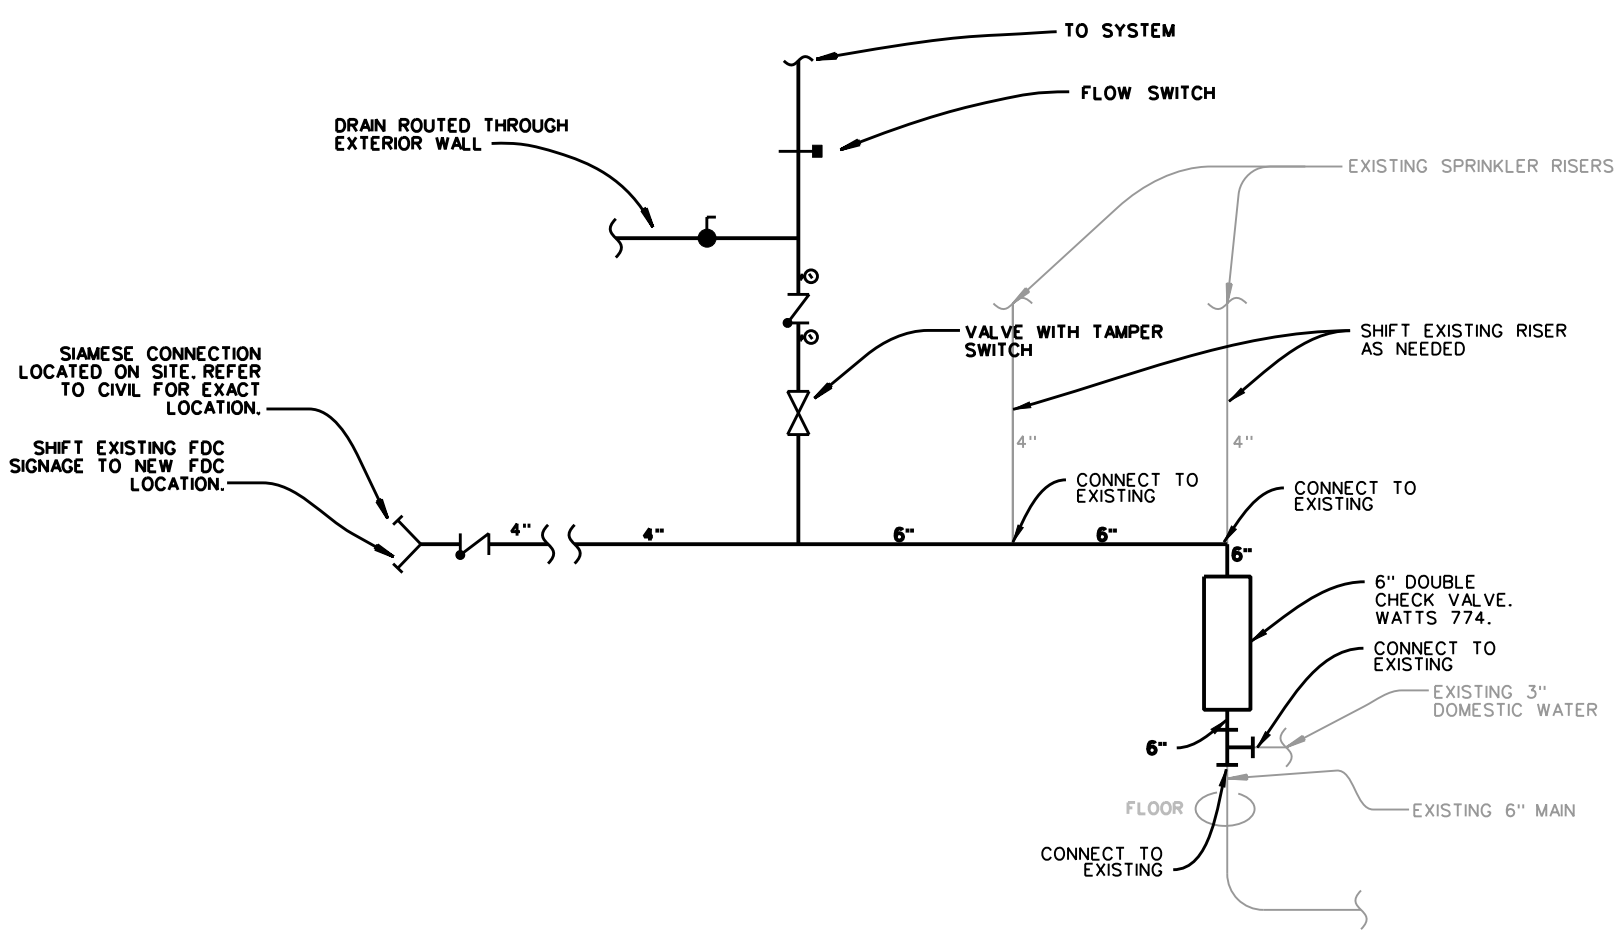 TO SYSTEM
FLOW SWITCH
DRAIN ROUTED THROUGH
EXTERIOR WALL
EXISTING SPRINKLER RISERS
VALVE WITH TAMPER
SWITCH
SHIFT EXISTING RISER
AS NEEDED
SIAMESE CONNECTION
LOCATED ON SITE. REFER
TO CIVIL FOR EXACT
LOCATION.
SHIFT EXISTING FDC
SIGNAGE TO NEW FDC
LOCATION.
4"
4"
CONNECT TO
EXISTING
CONNECT TO
EXISTING
4"
4"
6"
6"
6"
6" DOUBLE
CHECK VALVE.
WATTS 774.
CONNECT TO
EXISTING
EXISTING 3"
DOMESTIC WATER
6"
FLOOR
EXISTING 6" MAIN
CONNECT TO
EXISTING